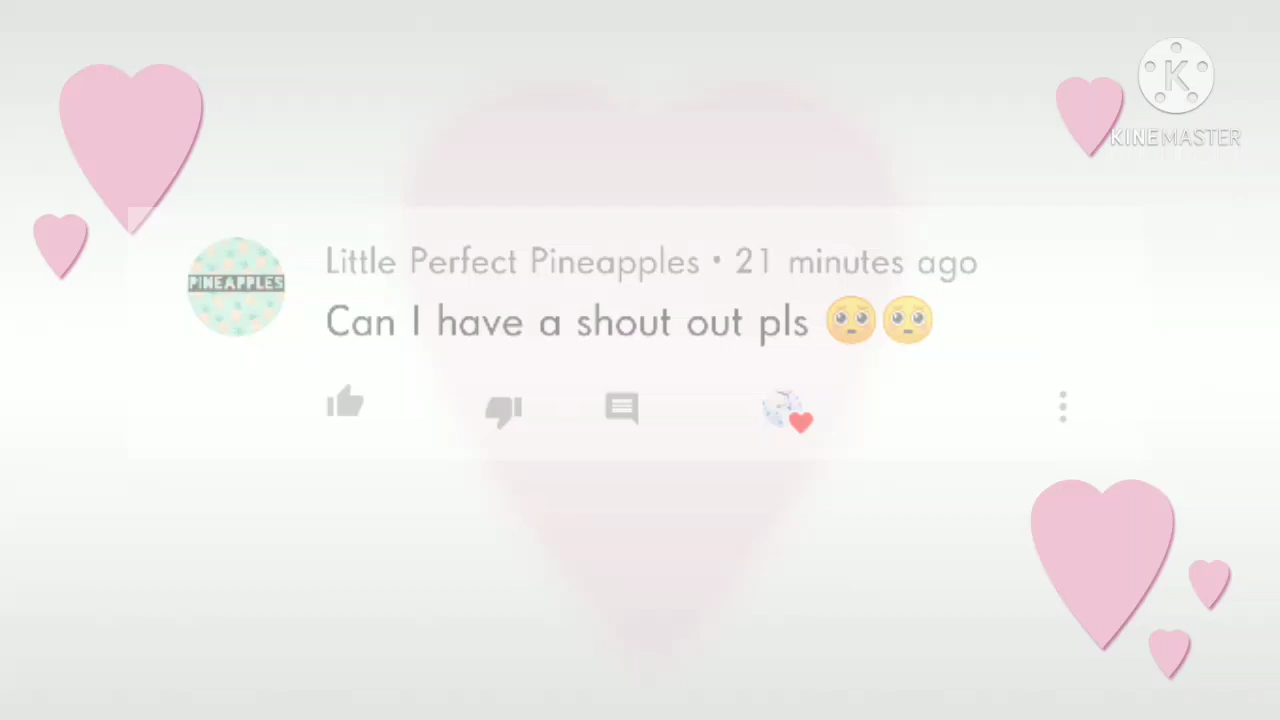 KINEMASTER
PINEAPPLES
Little Perfect Pineapples • 21 minutes ago
Can I have a shout out pls 🥺🥺